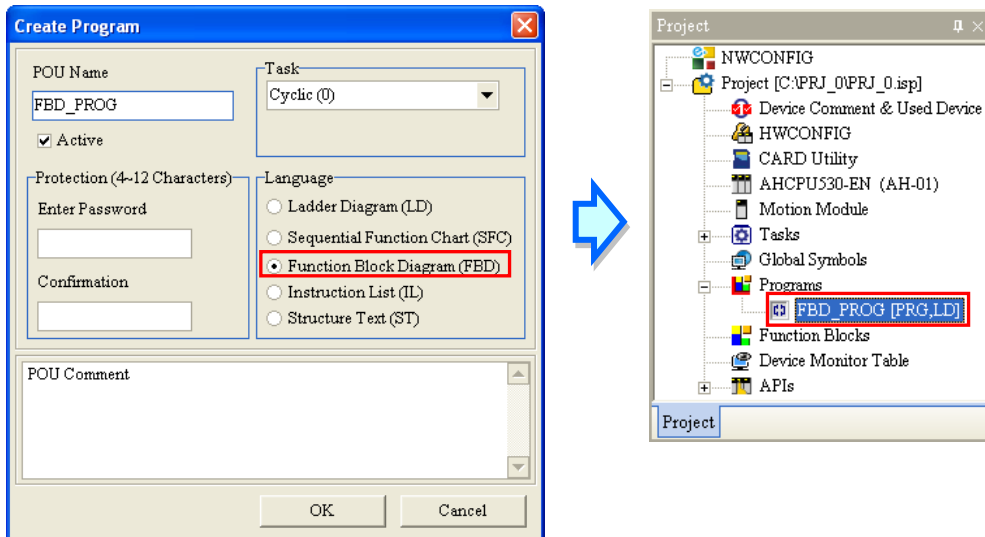 Create Program
POU Name
FBD_PROG
Active
Task
Cyclic (0)
Protection (4~12 Characters)
Enter Password
Confirmation
Language
Ladder Diagram (LD)
Sequential Function Chart (SFC)
Function Block Diagram (FBD)
Instruction List (IL)
Structure Text (ST)
POU Comment
OK
Cancel
Project
NWCONFIG
Project [C:\PRJ_0\PRJ_0.isp]
Device Comment & Used Device
HWCONFIG
CARD Utility
AHCPU530-EN (AH-01)
Motion Module
Tasks
Global Symbols
Programs
FBD_PROG [PRG,LD]
Function Blocks
Device Monitor Table
APIs
Project